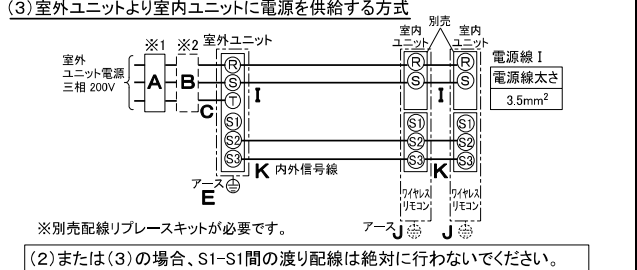 (3)室外ユニットより室内ユニットに電源を供給する方式
※1 ※2 室外ユニット
室内ユニット 別売 室内ユニット
室外
ユニット電源
三相 200V
A B C
R
S
T
S1
S2
S3
I
K 内外信号線
アース
E
R
S
S1
S2
S3
ワイヤレス
リモコン
I
K
R
S
S1
S2
S3
ワイヤレス
リモコン
アース J J
電源線 I
電源線太さ
3.5mm²
※別売配線リプレースキットが必要です。
(2)または(3)の場合、S1-S1間の渡り配線は絶対に行わないでください。